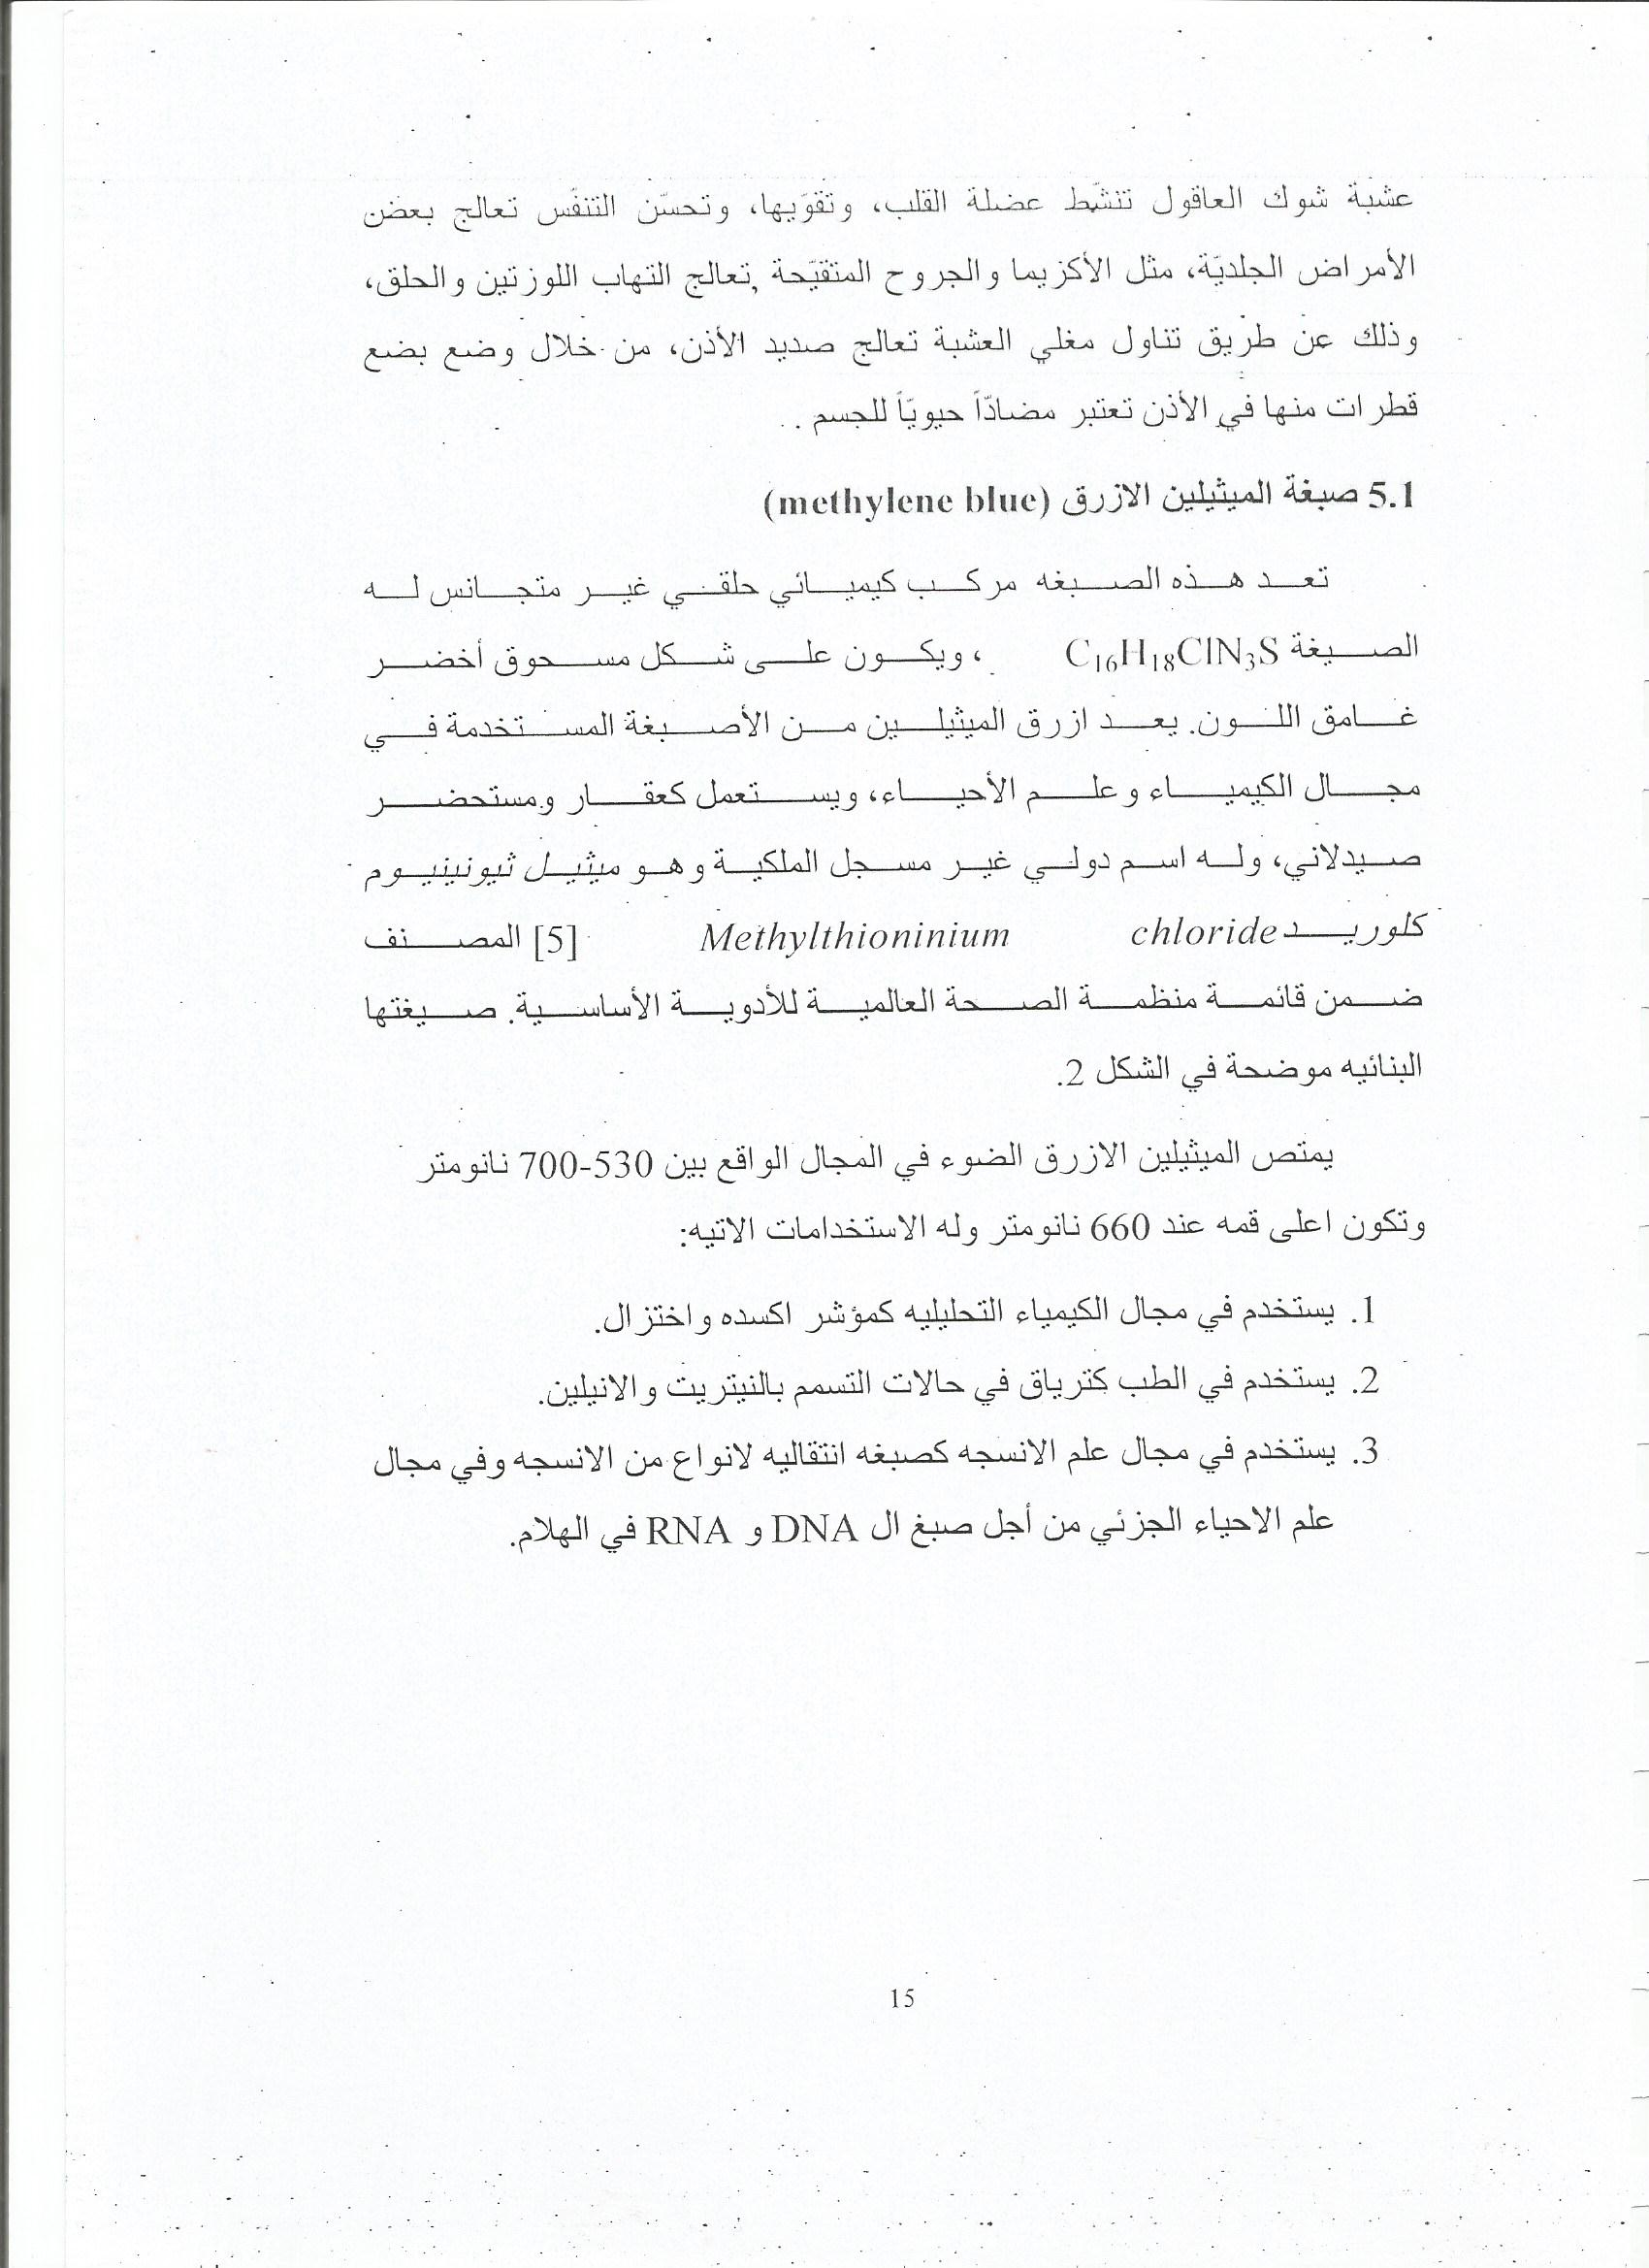 عشبة شوك العاقول تنشّط عضلة القلب، وتقوّيها، وتحسّن التنفّس تعالج بعض
الأمراض الجلديّة، مثل الأكزيما والجروح المتقيّحة ,تعالج التهاب اللوزتين والحلق،
وذلك عن طريق تناول مغلي العشبة تعالج صديد الأذن، من خلال وضع بضع
قطرات منها في الأذن تعتبر مضادّاً حيويّاً للجسم .
5.1 صبغة الميثيلين الازرق (methylene blue)
تعد هذه الصبغه مركب كيميائي حلقي غير متجانس له
الصيغة C₁₆H₁₈ClN₃S ، ويكون على شكل مسحوق أخضر
غامق اللون. يعد ازرق الميثيلين من الأصبغة المستخدمة في
مجال الكيمياء وعلم الأحياء، ويستعمل كعقار ومستحضر
صيدلاني، وله اسم دولي غير مسجل الملكية وهو ميثيل ثيونينيوم
كلوريد Methylthioninium chloride [5] المصنف
ضمن قائمة منظمة الصحة العالمية للأدوية الأساسية. صيغتها
البنائيه موضحة في الشكل 2.
يمتص الميثيلين الازرق الضوء في المجال الواقع بين 530-700 نانومتر
وتكون اعلى قمه عند 660 نانومتر وله الاستخدامات الاتيه:
1. يستخدم في مجال الكيمياء التحليليه كمؤشر اكسده واختزال.
2. يستخدم في الطب كترياق في حالات التسمم بالنيتريت والانيلين.
3. يستخدم في مجال علم الانسجه كصبغه انتقاليه لانواع من الانسجه وفي مجال
علم الاحياء الجزئي من أجل صبغ ال DNA و RNA في الهلام.
15